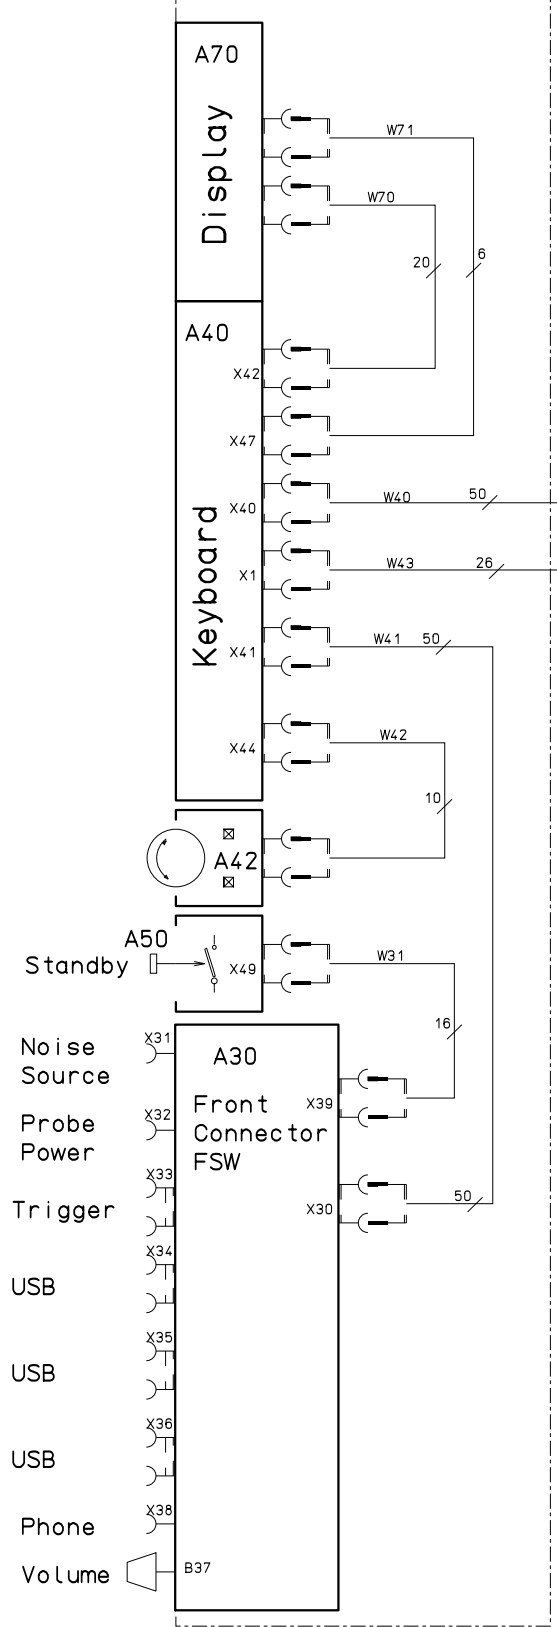 A70
Display
W71
W70
20
6
A40
X42
X47
X40
W40
50
Keyboard
X1
W43
26
X41
W41
50
X44
W42
10
A42
A50
Standby
X49
W31
16
X31
Noise
Source
A30
Front
Connector
FSW
X39
X32
Probe
Power
X33
Trigger
X30
50
X34
USB
X35
USB
X36
USB
X38
Phone
Volume
B37